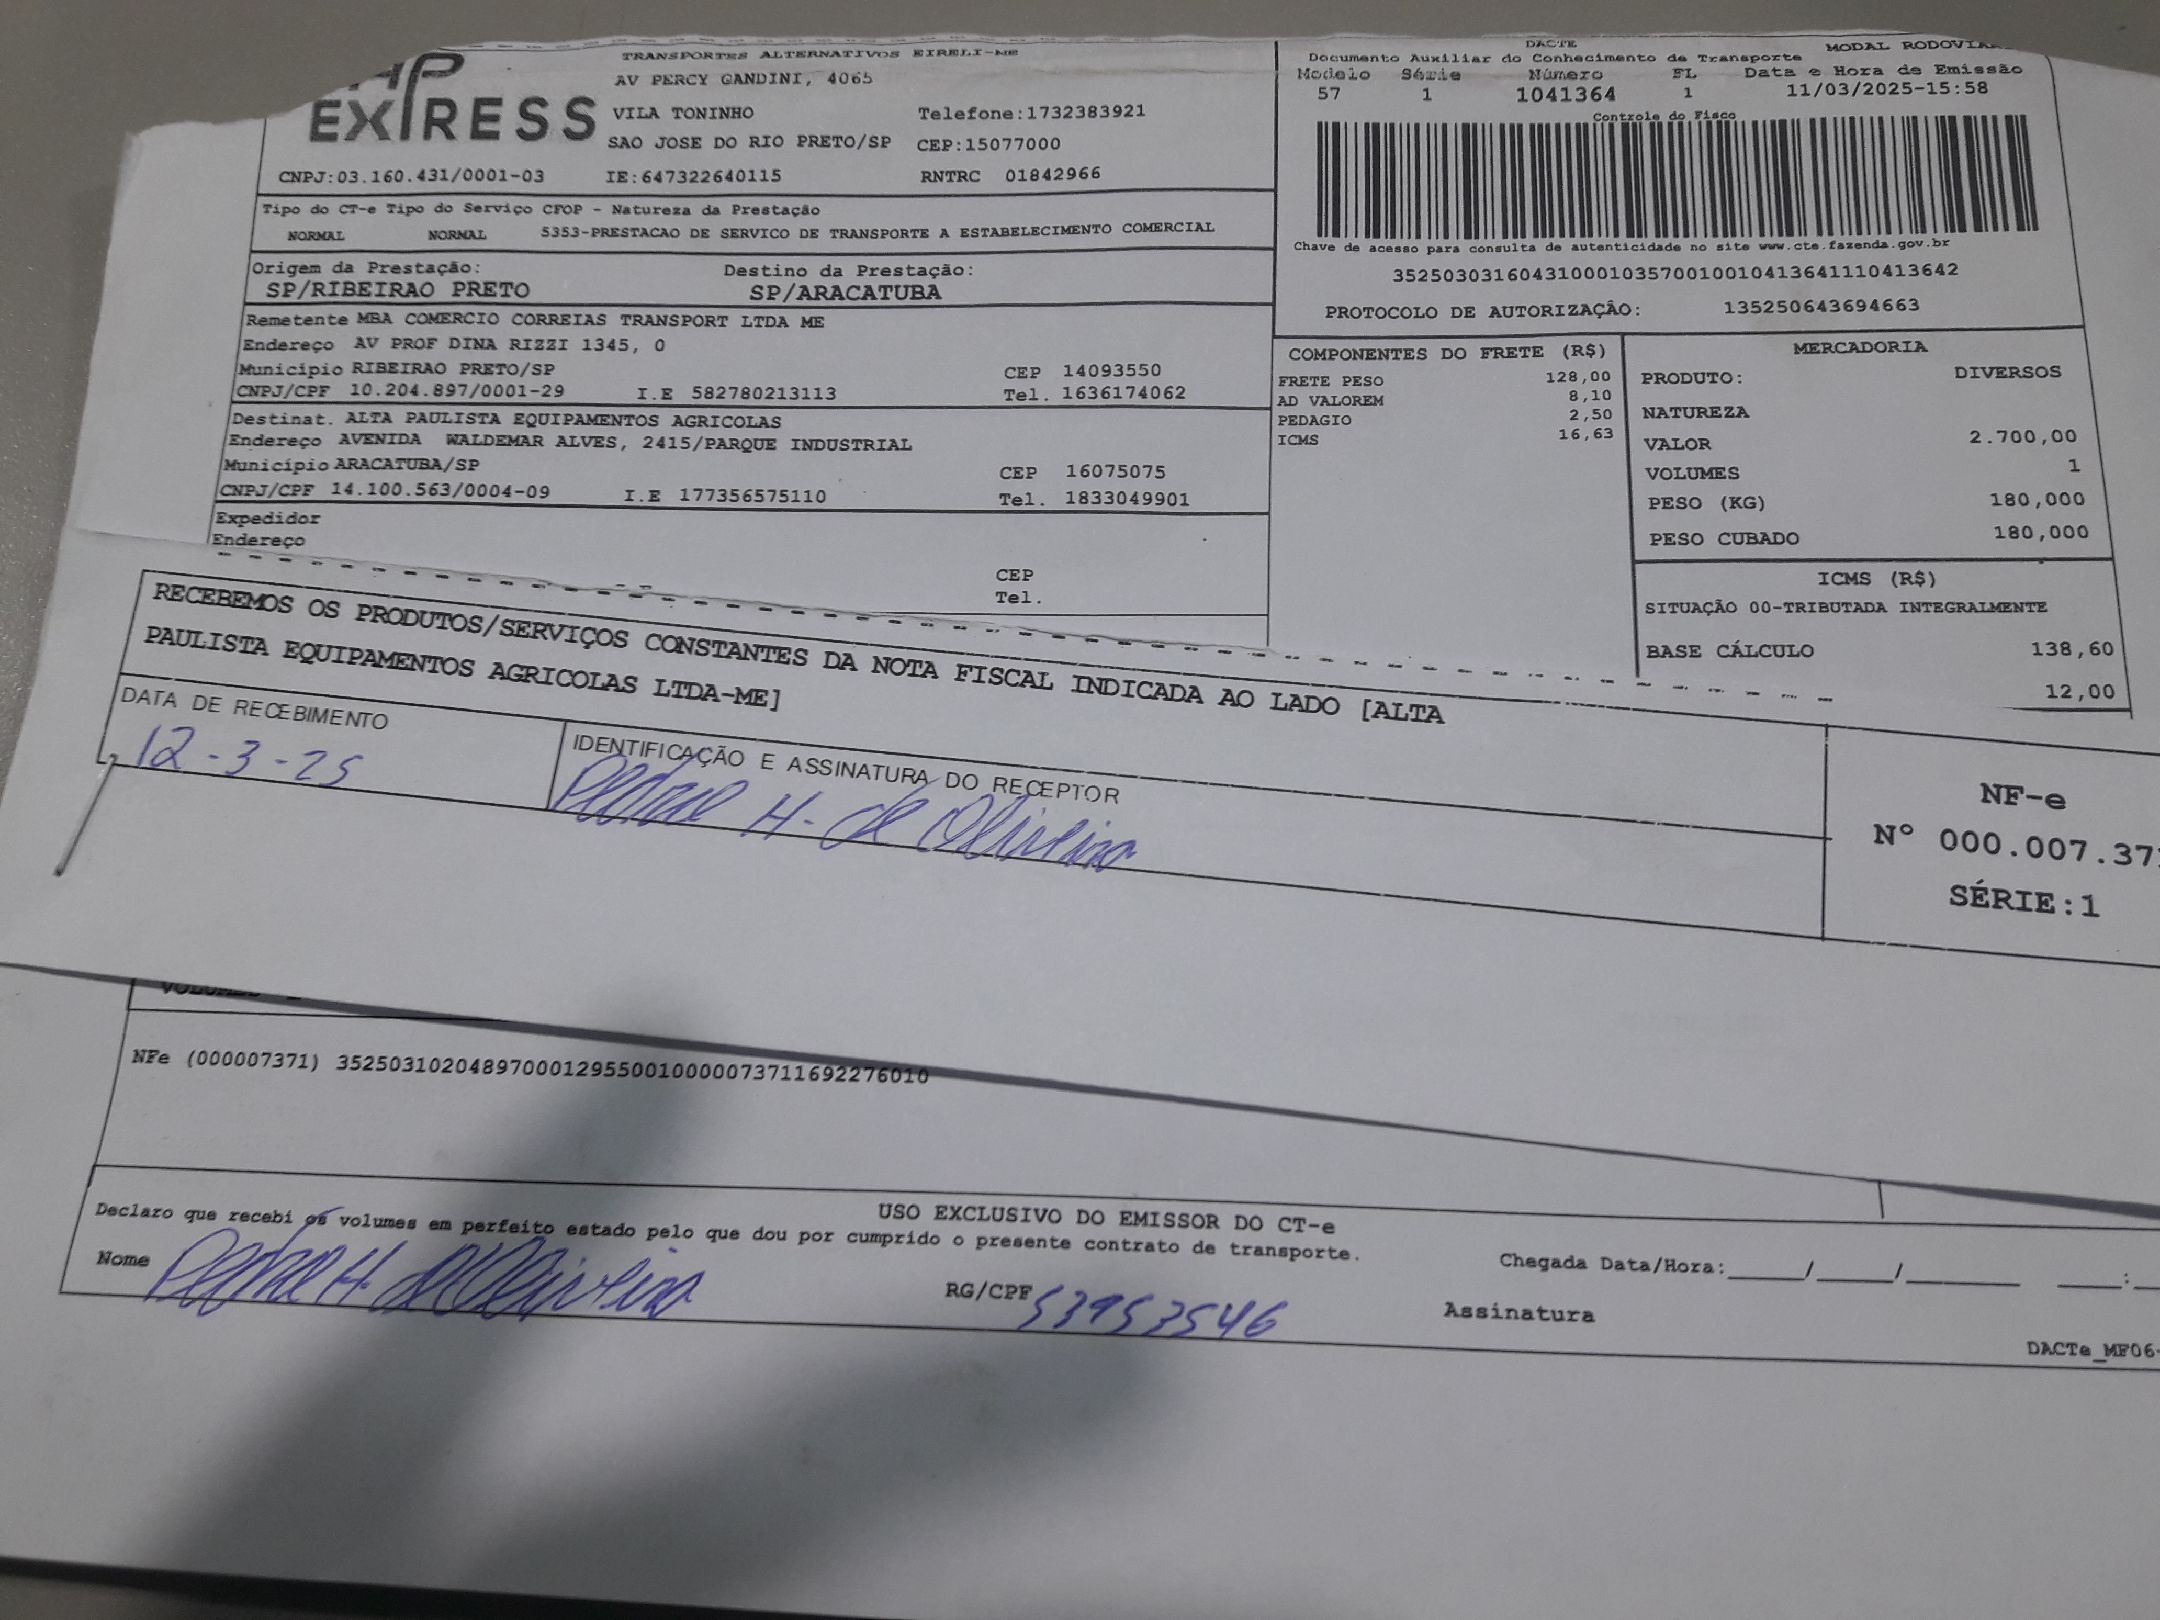 TRANSPORTES ALTERNATIVOS EIRELI-ME
EXPRESS
AV PERCY GANDINI, 4065
VILA TONINHO Telefone:1732383921
SAO JOSE DO RIO PRETO/SP CEP:15077000
CNPJ:03.160.431/0001-03 IE:647322640115 RNTRC 01842966
DACTE
Documento Auxiliar do Conhecimento de Transporte MODAL RODOVIA
Modelo Série Número FL Data e Hora de Emissão
57 1 1041364 1 11/03/2025-15:58
Controle do Fisco
Chave de acesso para consulta de autenticidade no site www.cte.fazenda.gov.br
35250303160431000103570010010413641110413642
PROTOCOLO DE AUTORIZAÇÃO: 135250643694663
Tipo do CT-e Tipo do Serviço CFOP - Natureza da Prestação
NORMAL NORMAL 5353-PRESTACAO DE SERVICO DE TRANSPORTE A ESTABELECIMENTO COMERCIAL
Origem da Prestação: Destino da Prestação:
SP/RIBEIRAO PRETO SP/ARACATUBA
Remetente MBA COMERCIO CORREIAS TRANSPORT LTDA ME
Endereço AV PROF DINA RIZZI 1345, 0
Município RIBEIRAO PRETO/SP CEP 14093550
CNPJ/CPF 10.204.897/0001-29 I.E 582780213113 Tel. 1636174062
Destinat. ALTA PAULISTA EQUIPAMENTOS AGRICOLAS
Endereço AVENIDA WALDEMAR ALVES, 2415/PARQUE INDUSTRIAL
Município ARACATUBA/SP CEP 16075075
CNPJ/CPF 14.100.563/0004-09 I.E 177356575110 Tel. 1833049901
Expedidor
Endereço
CEP
Tel.
COMPONENTES DO FRETE (R$)
FRETE PESO 128,00
AD VALOREM 8,10
PEDAGIO 2,50
ICMS 16,63
MERCADORIA
PRODUTO: DIVERSOS
NATUREZA
VALOR 2.700,00
VOLUMES 1
PESO (KG) 180,000
PESO CUBADO 180,000
ICMS (R$)
SITUAÇÃO 00-TRIBUTADA INTEGRALMENTE
BASE CÁLCULO 138,60
12,00
RECEBEMOS OS PRODUTOS/SERVIÇOS CONSTANTES DA NOTA FISCAL INDICADA AO LADO [ALTA
PAULISTA EQUIPAMENTOS AGRICOLAS LTDA-ME]
DATA DE RECEBIMENTO IDENTIFICAÇÃO E ASSINATURA DO RECEPTOR
12-3-25 H. de Oliveira
NF-e
Nº 000.007.371
SÉRIE:1
NFe (000007371) 35250310204897000129550010000073711692276010
USO EXCLUSIVO DO EMISSOR DO CT-e
Declaro que recebi os volumes em perfeito estado pelo que dou por cumprido o presente contrato de transporte.
Nome H. de Oliveira RG/CPF 53953546 Chegada Data/Hora:_____/_____/_______ ____:
Assinatura
DACTe_MF06